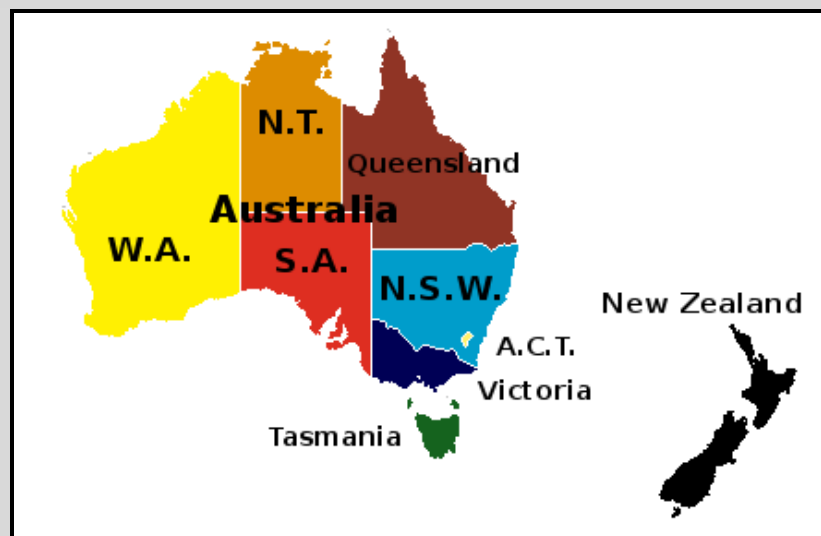 N.T.
Queensland
Australia
W.A.
S.A.
N.S.W.
New Zealand
A.C.T.
Victoria
Tasmania